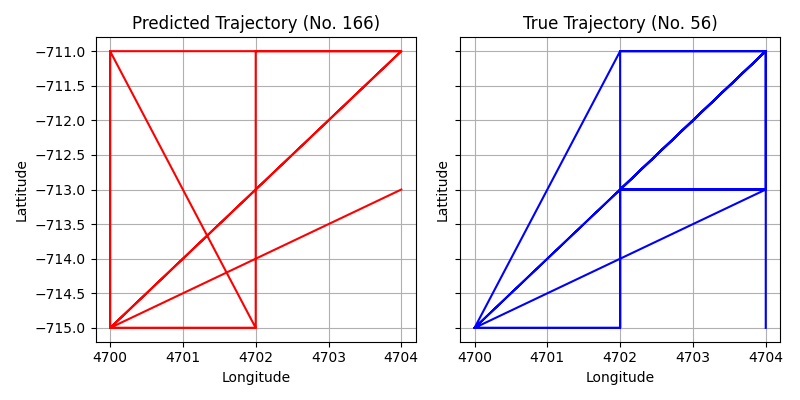 Predicted Trajectory (No. 166)
True Trajectory (No. 56)
Lattitude
−711.0
−711.5
−712.0
−712.5
−713.0
−713.5
−714.0
−714.5
−715.0
4700 4701 4702 4703 4704
Longitude
Lattitude
4700 4701 4702 4703 4704
Longitude